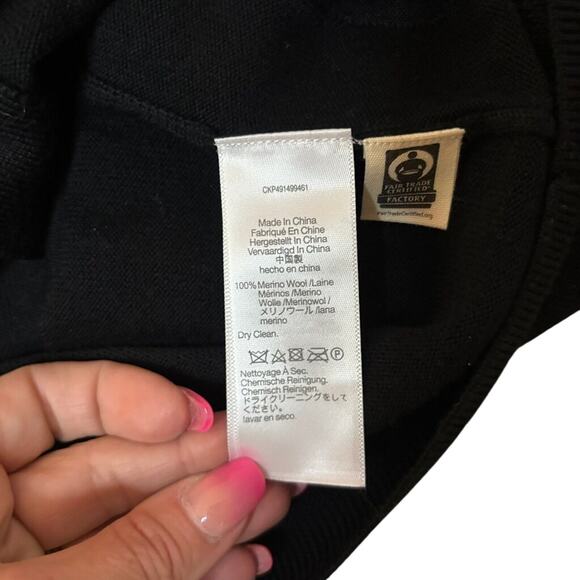 CKP491499461
Made In China
Fabriqué En Chine
Hergestellt In China
Vervaardigd In China
中国製
hecho en china
100% Merino Wool /Laine
Mérinos /Merino
Wolle /Merinowol /
メリノウール /lana
merino
Dry Clean.
P
Nettoyage À Sec.
Chemische Reinigung.
Chemisch Reinigen.
ドライクリーニングをして
ください。
lavar en seco.
FAIR TRADE
CERTIFIED
FACTORY
FairTradeCertified.org